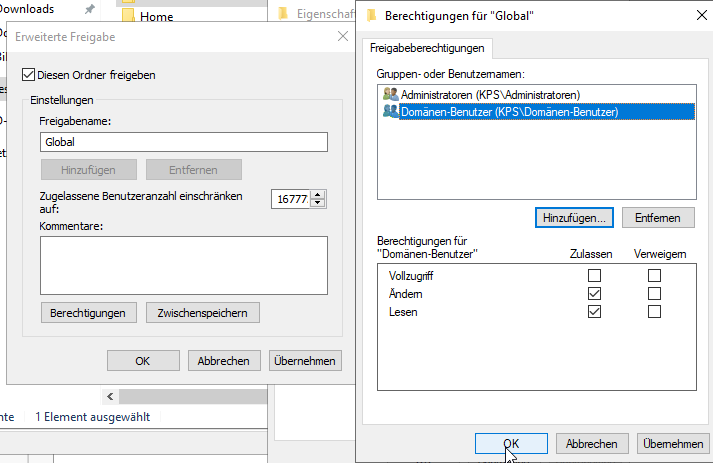 Downloads
Home
Eigenschaf
Erweiterte Freigabe
Diesen Ordner freigeben
Einstellungen
Freigabename:
Global
Hinzufügen
Entfernen
Zugelassene Benutzeranzahl einschränken
auf:
16777
Kommentare:
Berechtigungen
Zwischenspeichern
OK
Abbrechen
Übernehmen
1 Element ausgewählt
Berechtigungen für "Global"
Freigabeberechtigungen
Gruppen- oder Benutzernamen:
Administratoren (KPS\Administratoren)
Domänen-Benutzer (KPS\Domänen-Benutzer)
Hinzufügen...
Entfernen
Berechtigungen für
"Domänen-Benutzer"
Zulassen
Verweigern
Vollzugriff
Ändern
Lesen
OK
Abbrechen
Übernehmen